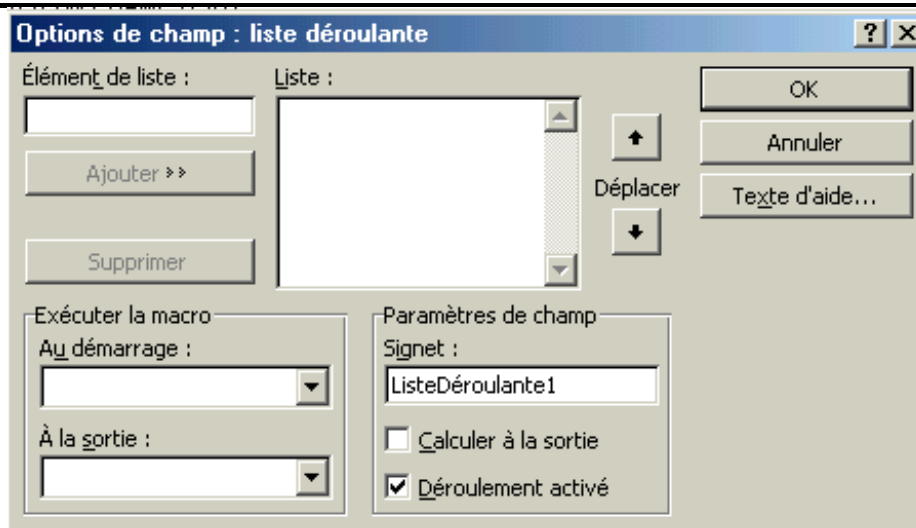 Options de champ : liste déroulante
Élément de liste :
Liste :
OK
Annuler
Texte d'aide...
Ajouter >>
Déplacer
Supprimer
Exécuter la macro
Au démarrage :
À la sortie :
Paramètres de champ
Signet :
ListeDéroulante1
Calculer à la sortie
Déroulement activé